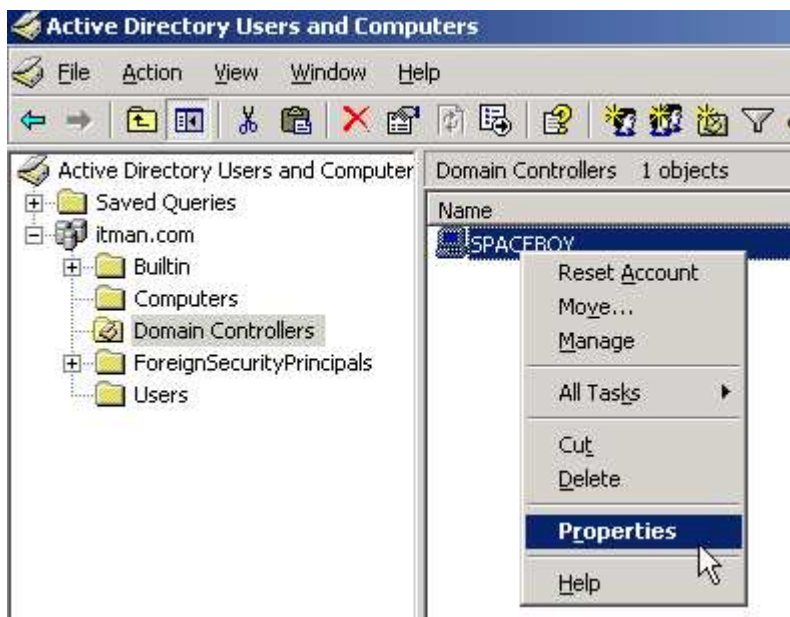 Active Directory Users and Computers
File Action View Window Help
Active Directory Users and Computer
Saved Queries
itman.com
Builtin
Computers
Domain Controllers
ForeignSecurityPrincipals
Users
Domain Controllers 1 objects
Name
SPACEBOY
Reset Account
Move...
Manage
All Tasks
Cut
Delete
Properties
Help